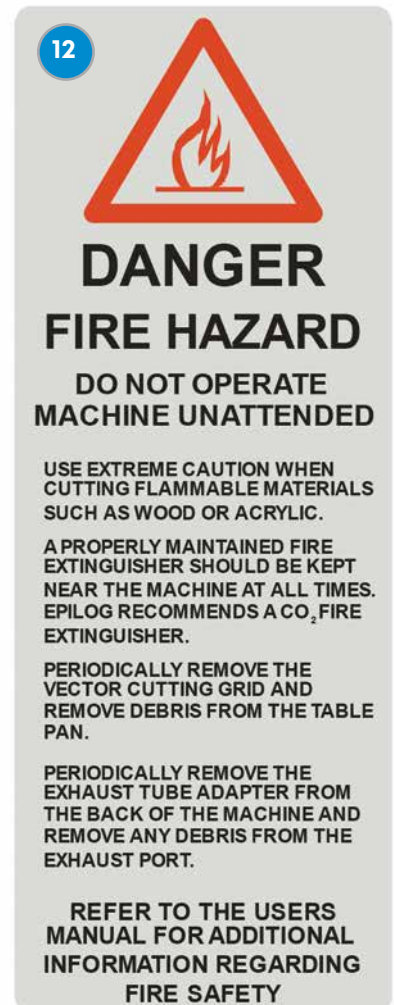 12
DANGER
FIRE HAZARD
DO NOT OPERATE
MACHINE UNATTENDED
USE EXTREME CAUTION WHEN
CUTTING FLAMMABLE MATERIALS
SUCH AS WOOD OR ACRYLIC.
A PROPERLY MAINTAINED FIRE
EXTINGUISHER SHOULD BE KEPT
NEAR THE MACHINE AT ALL TIMES.
EPILOG RECOMMENDS A CO₂ FIRE
EXTINGUISHER.
PERIODICALLY REMOVE THE
VECTOR CUTTING GRID AND
REMOVE DEBRIS FROM THE TABLE
PAN.
PERIODICALLY REMOVE THE
EXHAUST TUBE ADAPTER FROM
THE BACK OF THE MACHINE AND
REMOVE ANY DEBRIS FROM THE
EXHAUST PORT.
REFER TO THE USERS
MANUAL FOR ADDITIONAL
INFORMATION REGARDING
FIRE SAFETY